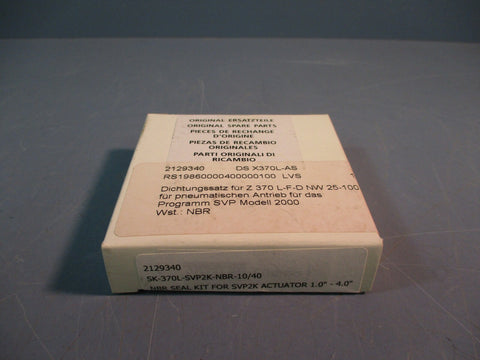 ORIGINAL ERSATZTEILE
ORIGINAL SPARE PARTS
PIECES DE RECHANGE
D'ORIGINE
PIEZAS DE RECAMBIO
ORIGINALES
PARTI ORIGINALI DI
RICAMBIO
2129340 DS X370L-AS
RS19860000400000100 LVS 1
Dichtungssatz für Z 370 L-F-D NW 25-100
für pneumatischen Antrieb für das
Programm SVP Modell 2000
Wst.: NBR
2129340
SK-370L-SVP2K-NBR-10/40
NBR SEAL KIT FOR SVP2K ACTUATOR 1.0" - 4.0"